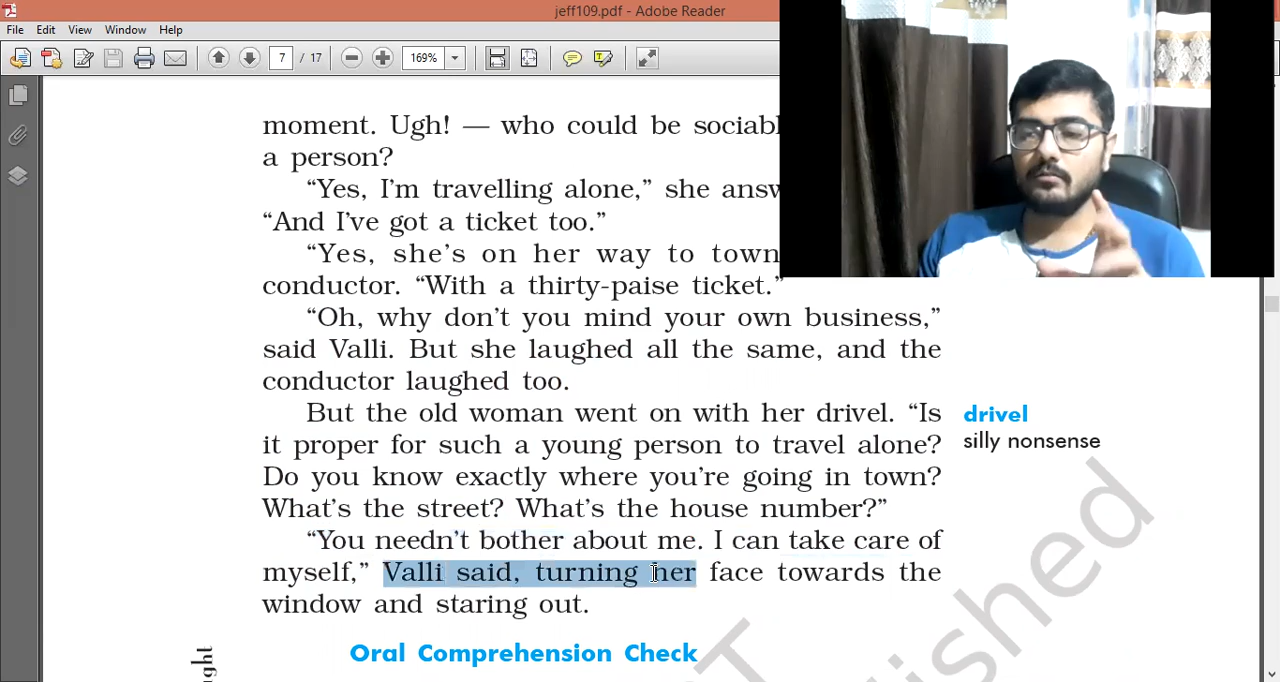 jeff109.pdf - Adobe Reader
File Edit View Window Help
7 / 17 169%
moment. Ugh! — who could be
a person?
“Yes, I’m travelling alone,” she
“And I’ve got a ticket too.”
“Yes, she’s on her way to town
conductor. “With a thirty-paise ticket.”
“Oh, why don’t you mind your own business,”
said Valli. But she laughed all the same, and the
conductor laughed too.
But the old woman went on with her drivel. “Is
it proper for such a young person to travel alone?
Do you know exactly where you’re going in town?
What’s the street? What’s the house number?”
“You needn’t bother about me. I can take care of
myself,” Valli said, turning her face towards the
window and staring out.
drivel
silly nonsense
Oral Comprehension Check